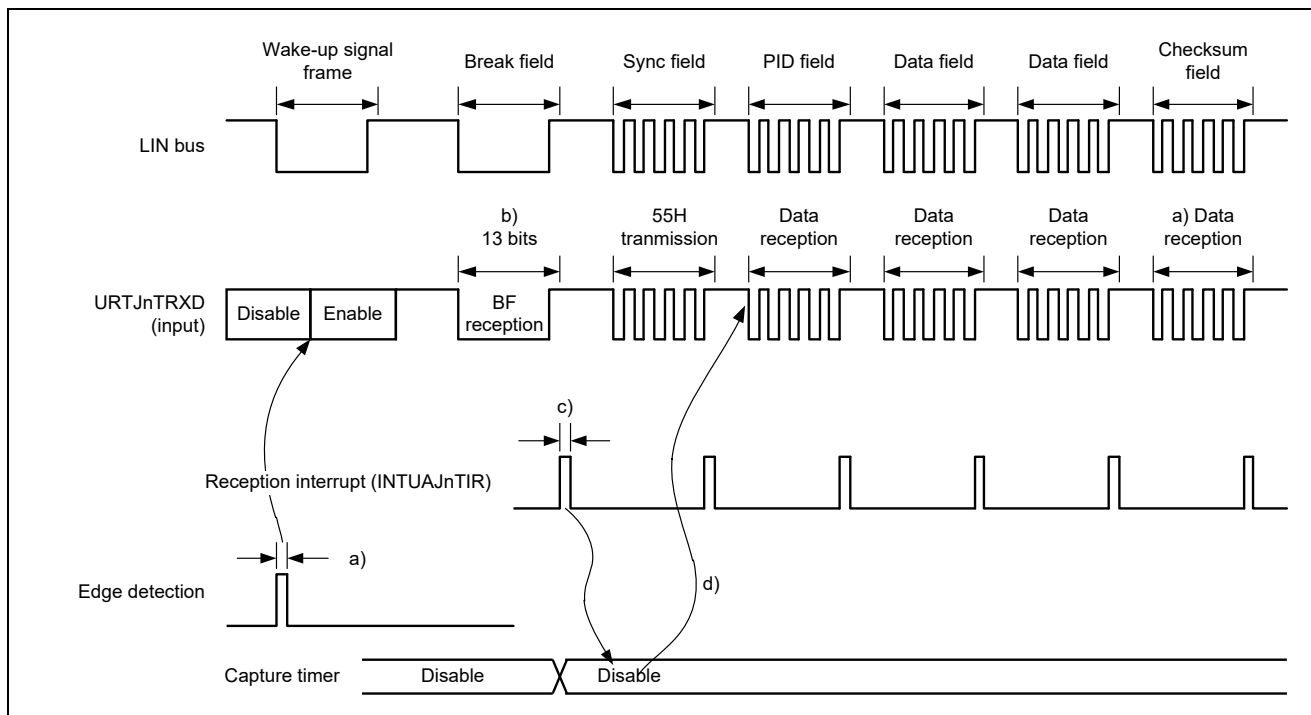 Wake-up signal
frame
Break field
Sync field
PID field
Data field
Data field
Checksum
field
LIN bus
b)
13 bits
55H
tranmission
Data
reception
Data
reception
Data
reception
a) Data
reception
URTJnTRXD
(input)
Disable
Enable
BF
reception
c)
Reception interrupt (INTUAJnTIR)
a)
Edge detection
d)
Capture timer
Disable
Disable